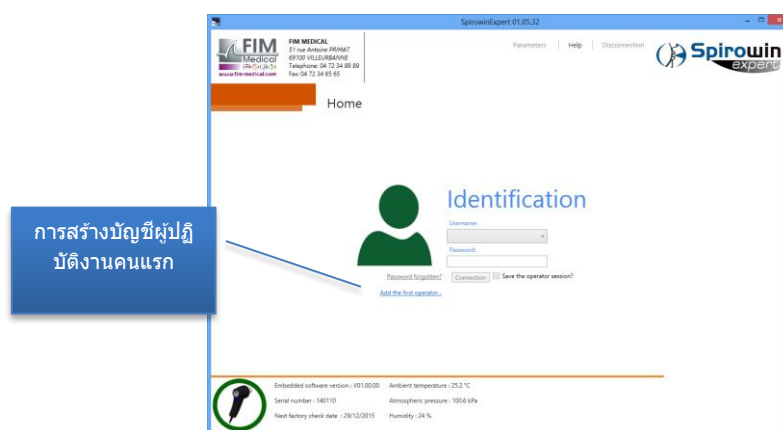 SpirowinExpert 01.05.32
FIM
Medical
www.fim-medical.com
FIM MEDICAL
51 rue Antoine PRIMAT
69100 VILLEURBANNE
Telephone: 04 72 34 89 89
Fax: 04 72 34 65 65
Parameters Help Disconnection
Spirowin
expert
Home
Identification
Username:
Password:
Password forgotten? Connection Save the operator session?
Add the first operator...
การสร้างบัญชีผู้ปฏิ
บัติงานคนแรก
Embedded software version : V01.00.00 Ambient temperature : 25.2 °C
Serial number : 140110 Atmospheric pressure : 100.6 kPa
Next factory check date : 29/12/2015 Humidity : 24 %